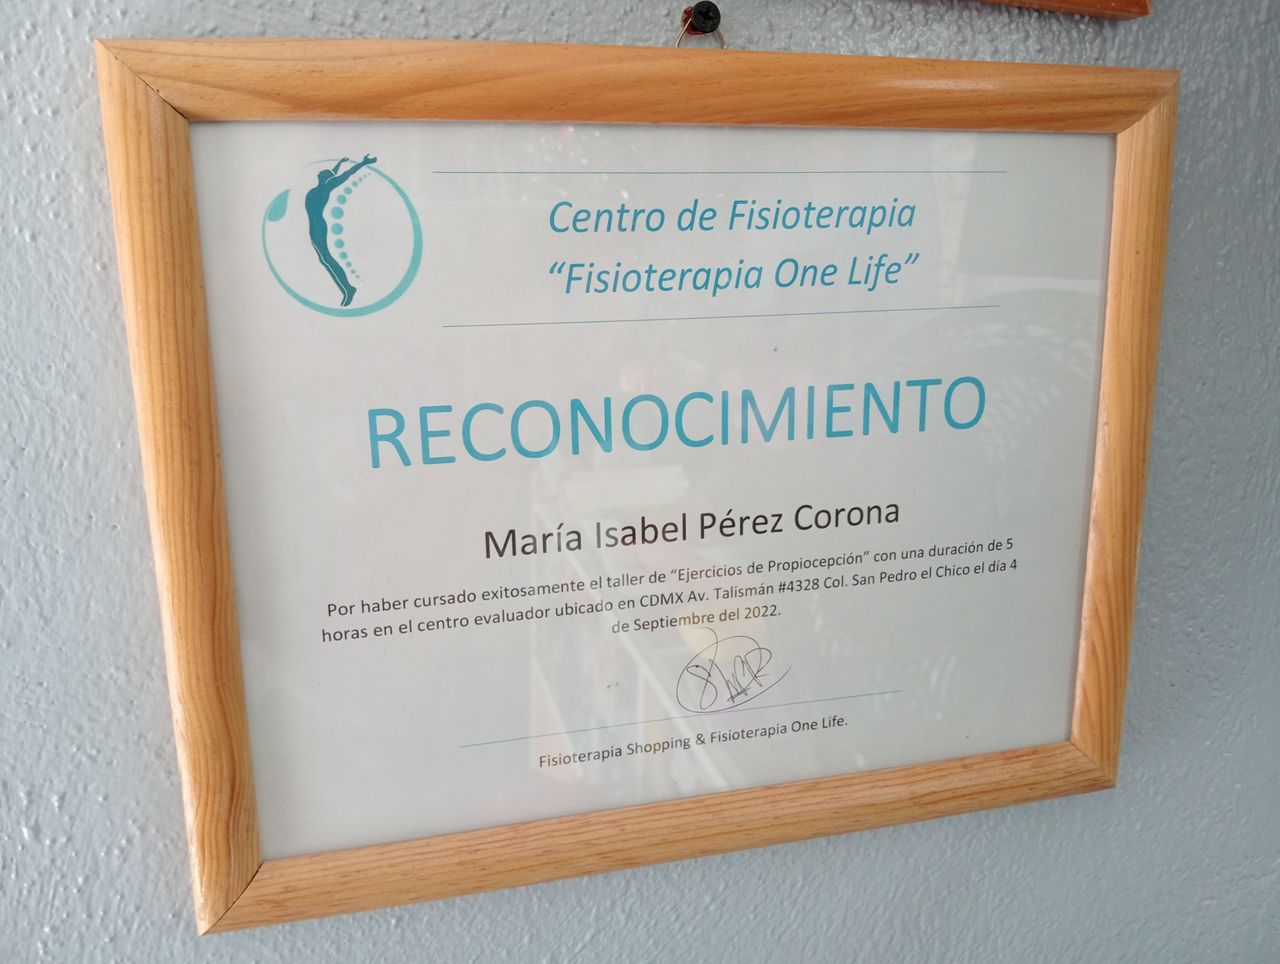 Centro de Fisioterapia
“Fisioterapia One Life”
RECONOCIMIENTO
María Isabel Pérez Corona
Por haber cursado exitosamente el taller de “Ejercicios de Propiocepción” con una duración de 5
horas en el centro evaluador ubicado en CDMX Av. Talismán #4328 Col. San Pedro el Chico el día 4
de Septiembre del 2022.
Fisioterapia Shopping & Fisioterapia One Life.